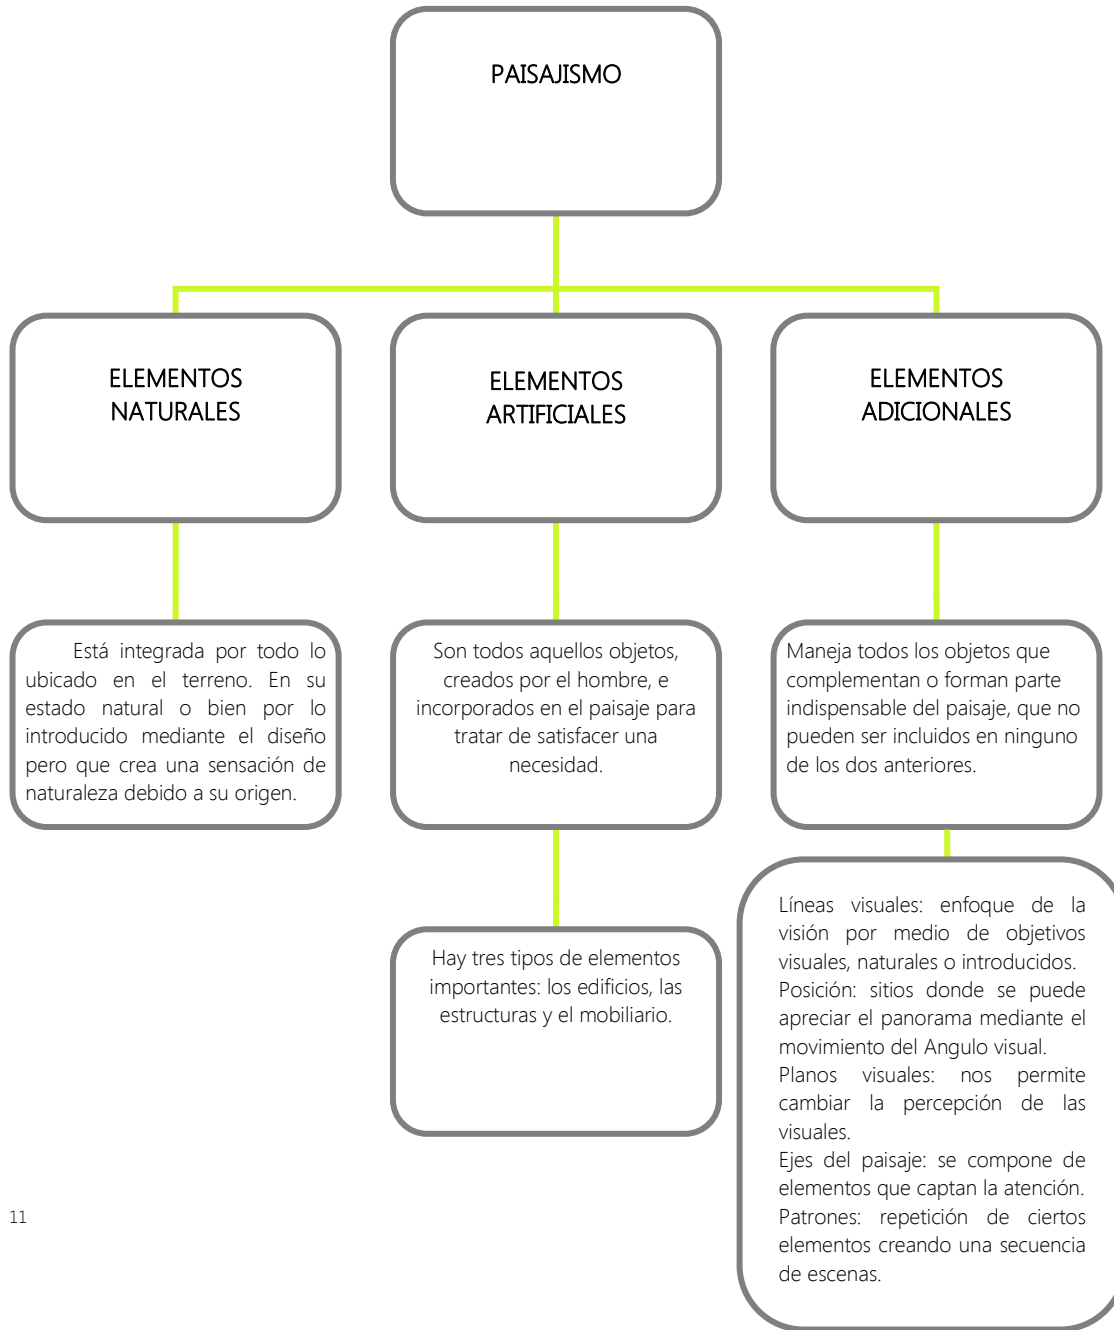 PAISAJISMO
ELEMENTOS
NATURALES
ELEMENTOS
ARTIFICIALES
ELEMENTOS
ADICIONALES
Está integrada por todo lo
ubicado en el terreno. En su
estado natural o bien por lo
introducido mediante el diseño
pero que crea una sensación de
naturaleza debido a su origen.
Son todos aquellos objetos,
creados por el hombre, e
incorporados en el paisaje para
tratar de satisfacer una
necesidad.
Maneja todos los objetos que
complementan o forman parte
indispensable del paisaje, que no
pueden ser incluidos en ninguno
de los dos anteriores.
Hay tres tipos de elementos
importantes: los edificios, las
estructuras y el mobiliario.
Líneas visuales: enfoque de la
visión por medio de objetivos
visuales, naturales o introducidos.
Posición: sitios donde se puede
apreciar el panorama mediante el
movimiento del Angulo visual.
Planos visuales: nos permite
cambiar la percepción de las
visuales.
Ejes del paisaje: se compone de
elementos que captan la atención.
Patrones: repetición de ciertos
elementos creando una secuencia
de escenas.
11